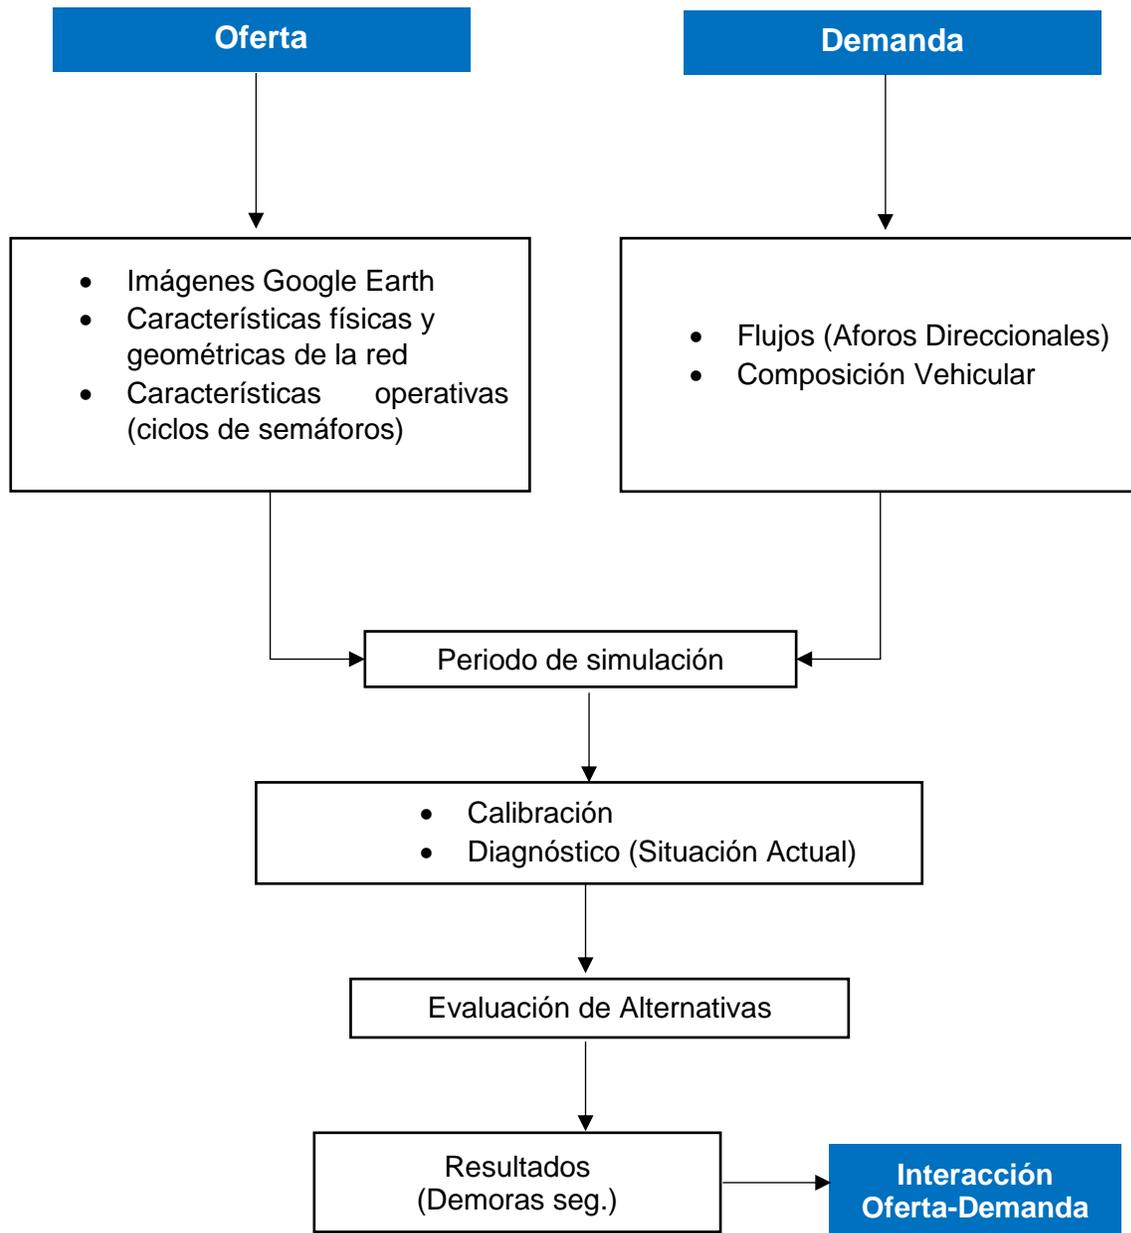 Oferta
Demanda
• Imágenes Google Earth
• Características físicas y
geométricas de la red
• Características operativas
(ciclos de semáforos)
• Flujos (Aforos Direccionales)
• Composición Vehicular
Periodo de simulación
• Calibración
• Diagnóstico (Situación Actual)
Evaluación de Alternativas
Resultados
(Demoras seg.)
Interacción
Oferta-Demanda